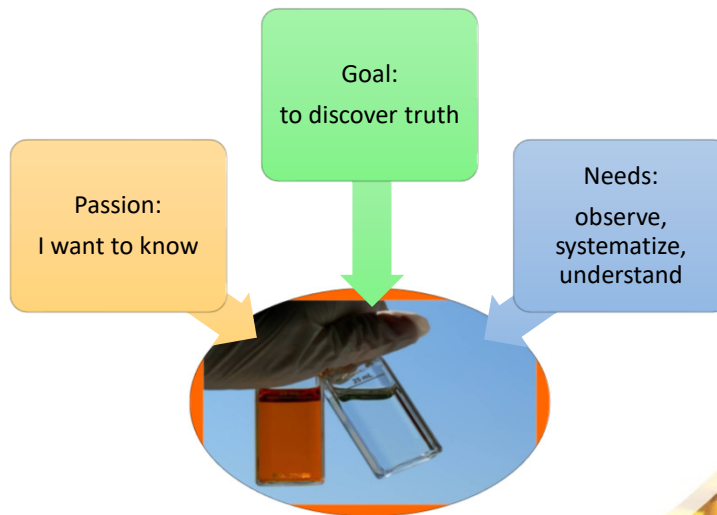 Goal:
to discover truth
Passion:
I want to know
Needs:
observe,
systematize,
understand